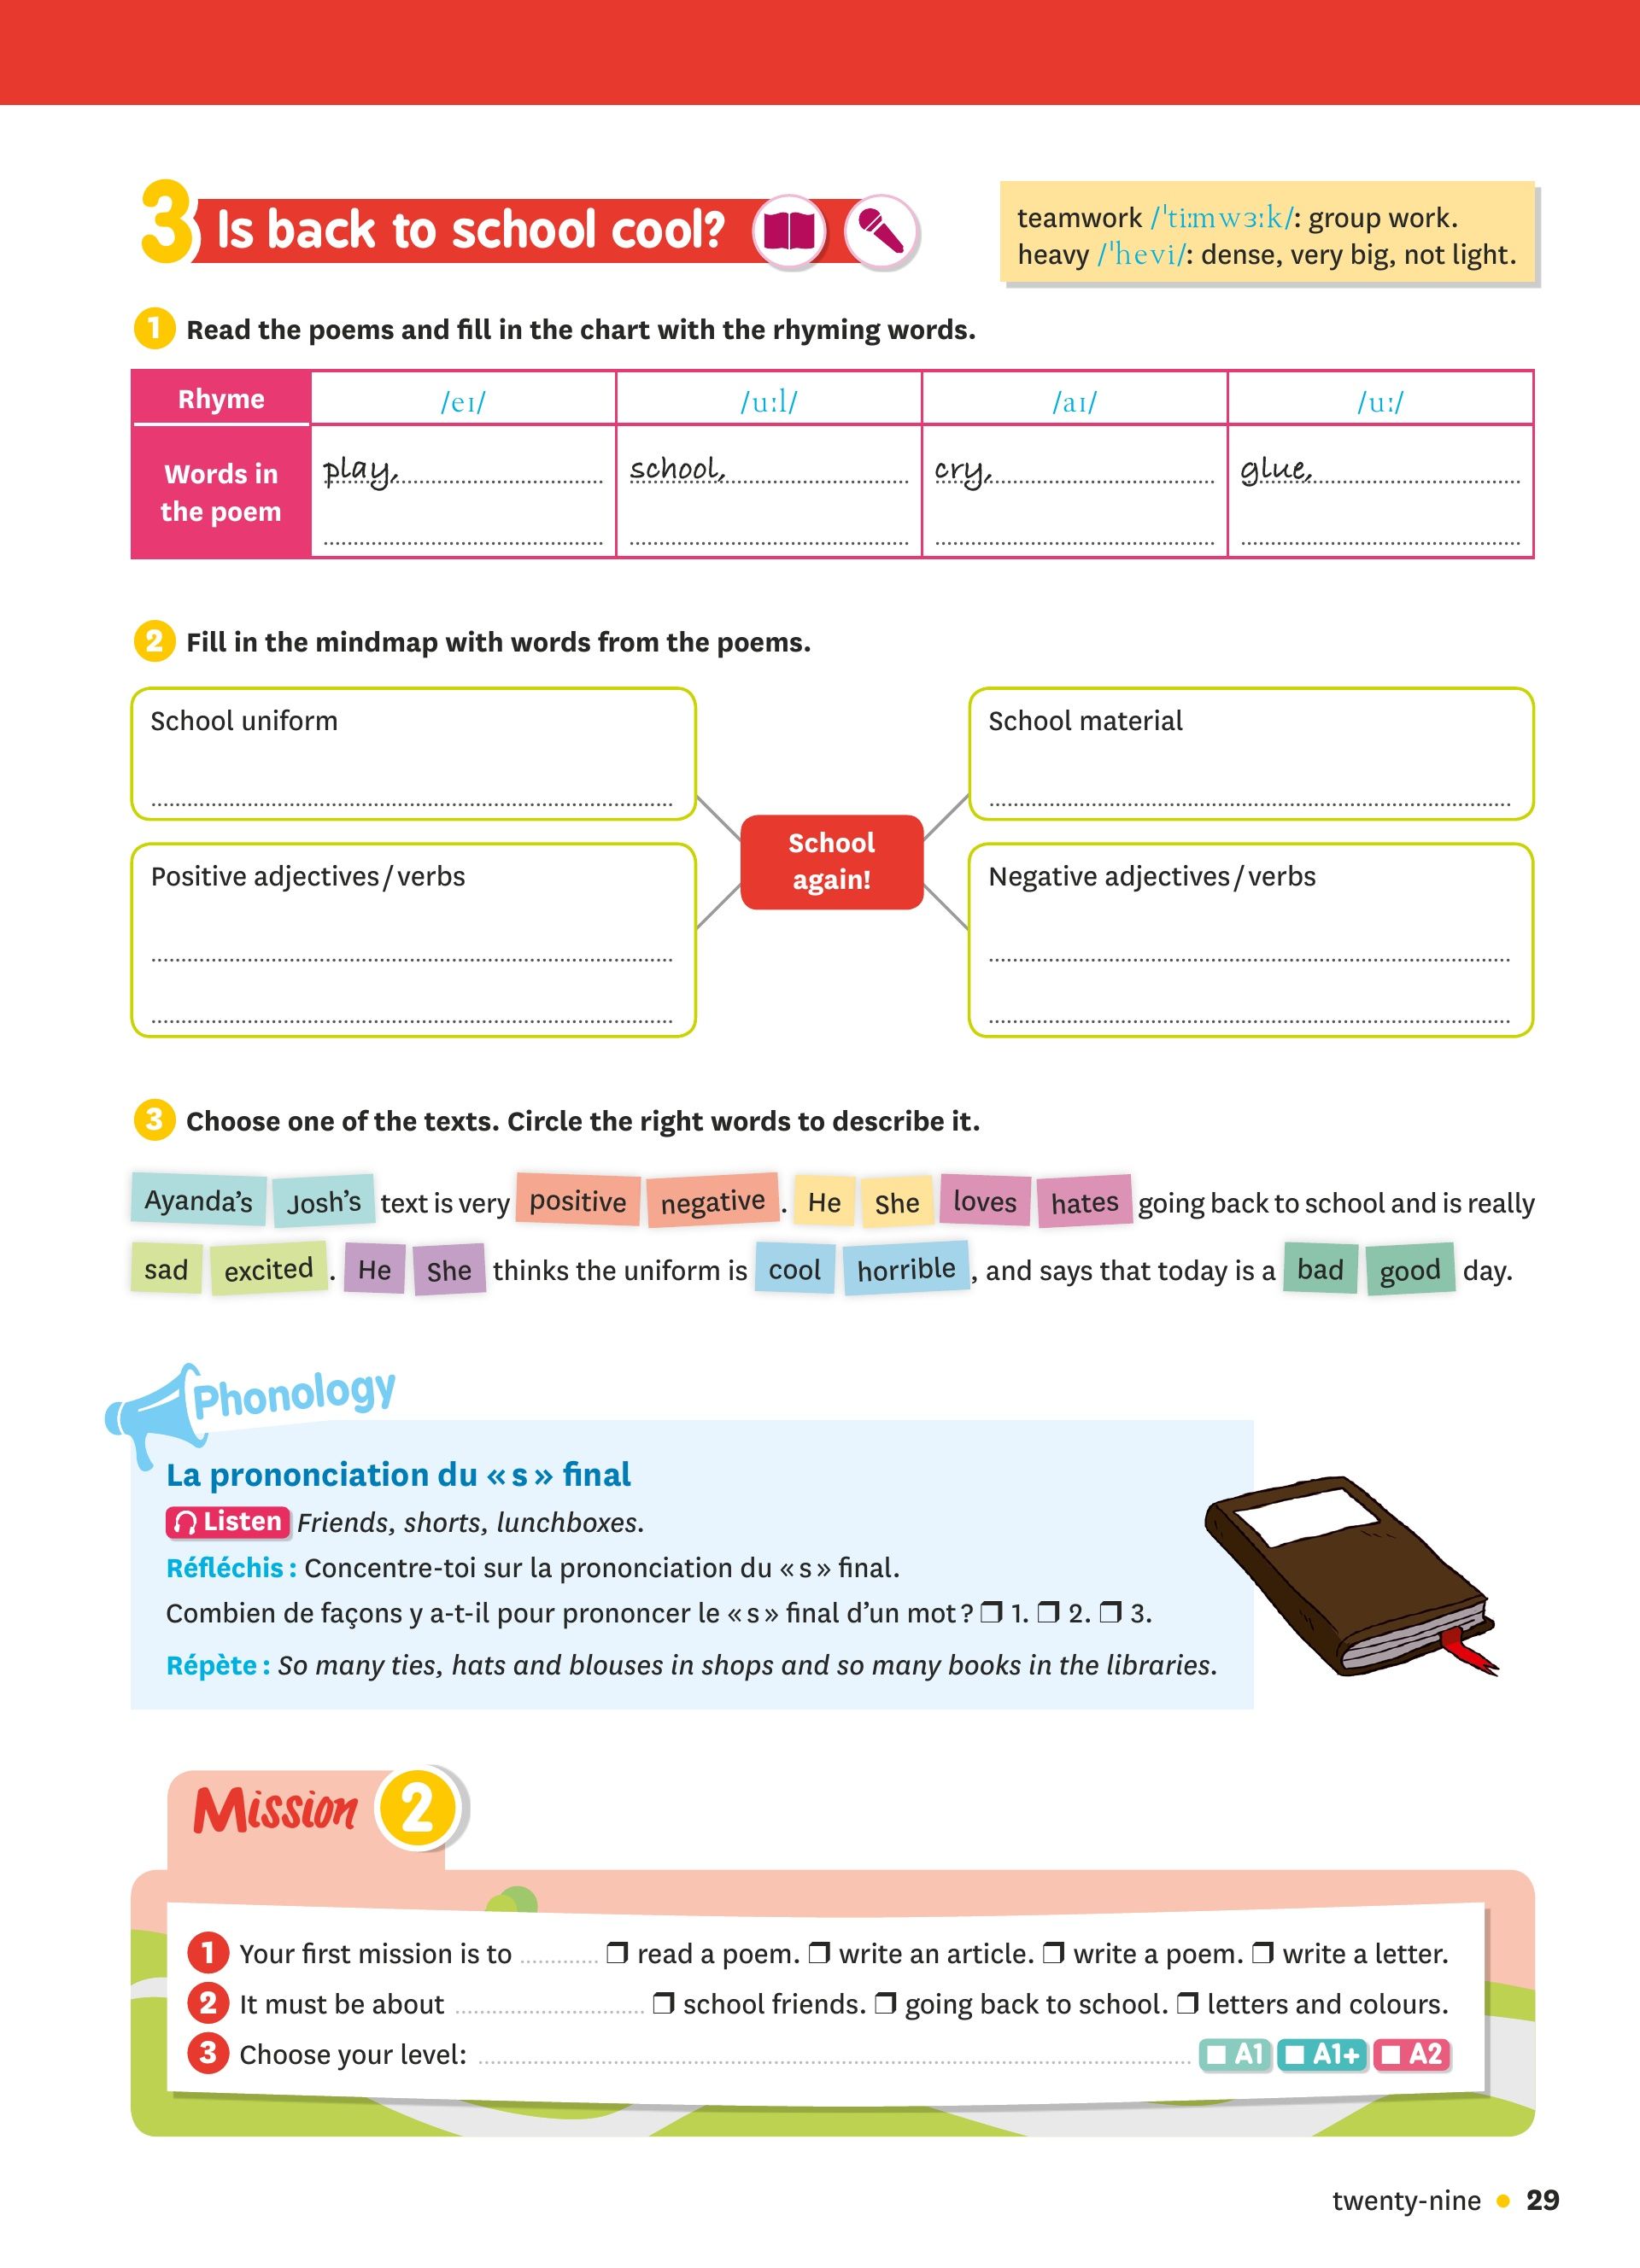 3 Is back to school cool?
teamwork /ˈtiːmwɜːk/: group work.
heavy /ˈhevi/: dense, very big, not light.
1 Read the poems and fill in the chart with the rhyming words.
Rhyme /eɪ/ /uːl/ /aɪ/ /uː/
Words in the poem play, school, cry, glue,
2 Fill in the mindmap with words from the poems.
School uniform
School material
School again!
Positive adjectives/verbs
Negative adjectives/verbs
3 Choose one of the texts. Circle the right words to describe it.
Ayanda's Josh's text is very positive negative. He She loves hates going back to school and is really
sad excited. He She thinks the uniform is cool horrible, and says that today is a bad good day.
Phonology
La prononciation du « s » final
Listen Friends, shorts, lunchboxes.
Réfléchis : Concentre-toi sur la prononciation du « s » final.
Combien de façons y a-t-il pour prononcer le « s » final d'un mot ? ❒ 1. ❒ 2. ❒ 3.
Répète : So many ties, hats and blouses in shops and so many books in the libraries.
Mission 2
1 Your first mission is to ............ ❒ read a poem. ❒ write an article. ❒ write a poem. ❒ write a letter.
2 It must be about ............ ❒ school friends. ❒ going back to school. ❒ letters and colours.
3 Choose your level: ............ A1 A1+ A2
twenty-nine • 29